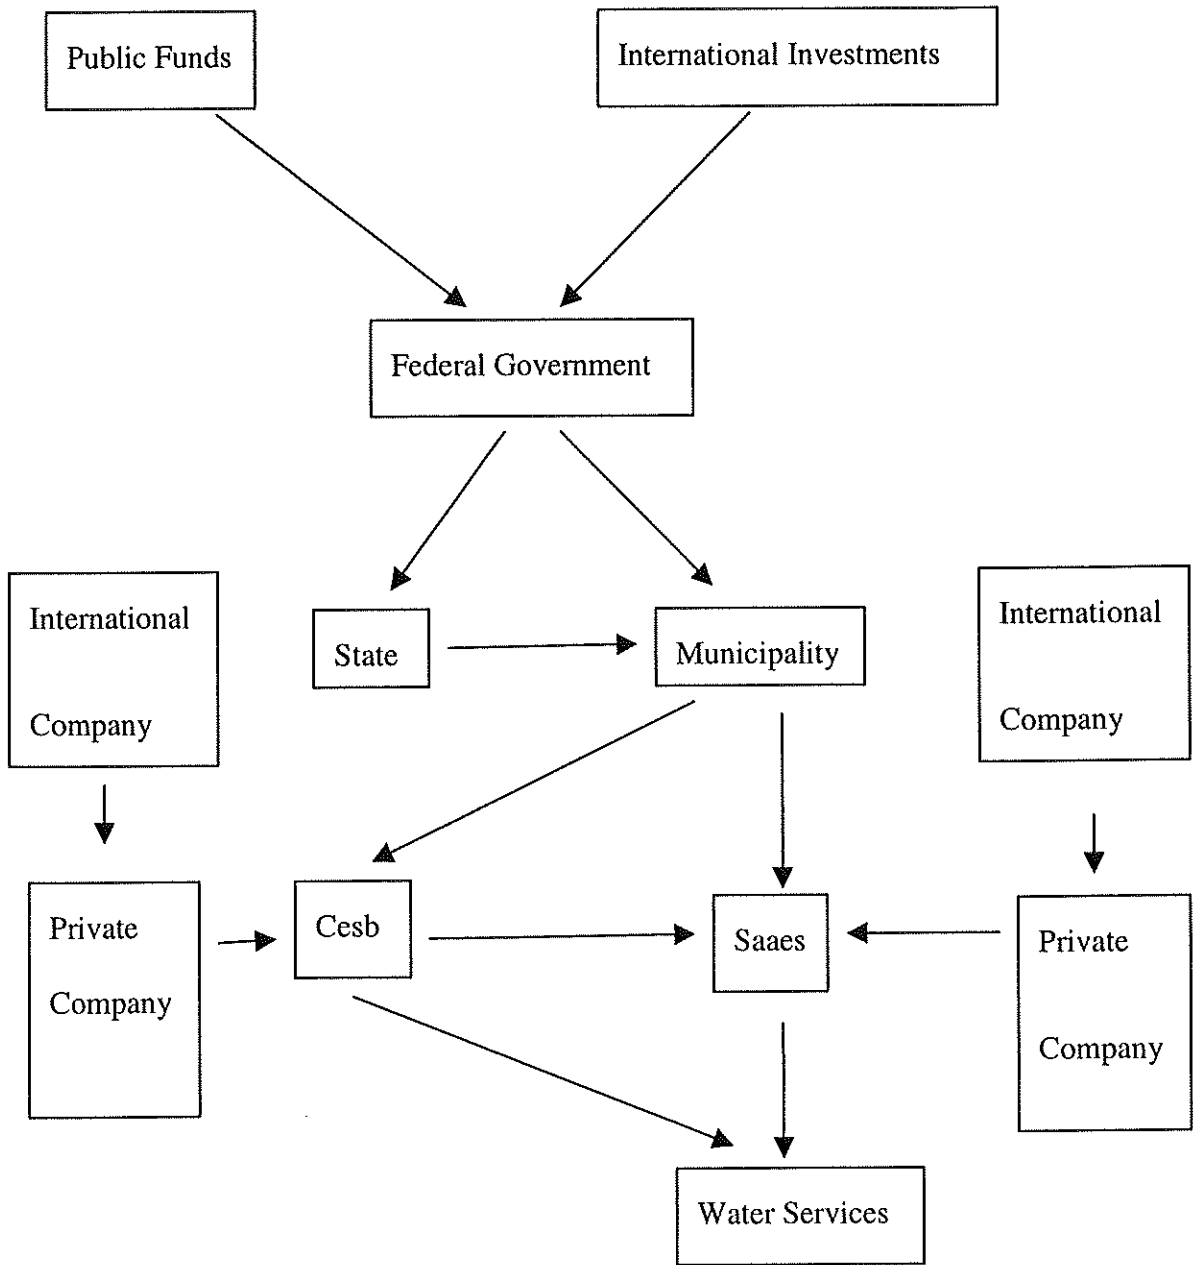 Public Funds
International Investments
Federal Government
International
Company
State
Municipality
International
Company
Private
Company
Cesb
Saaes
Private
Company
Water Services